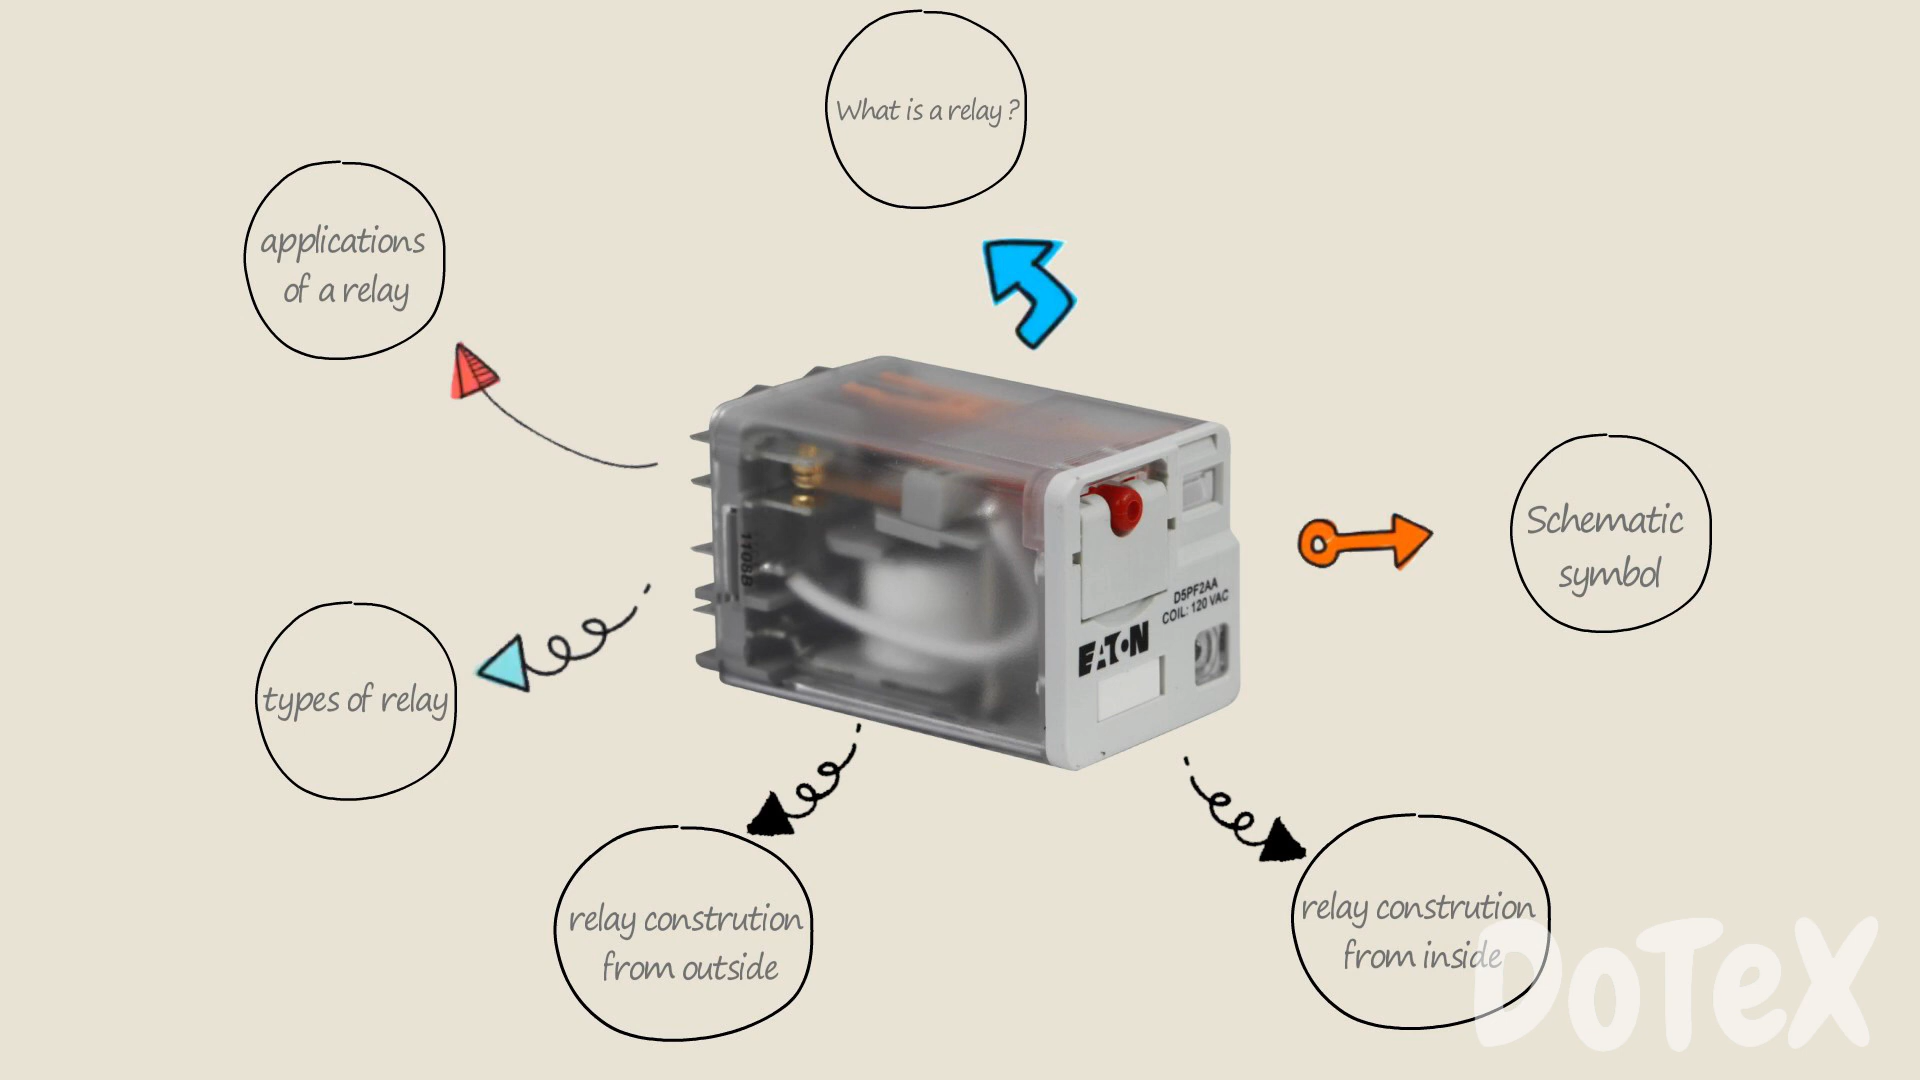 What is a relay ?
applications
of a relay
Schematic
symbol
types of relay
relay constrution
from outside
relay constrution
from inside
1108B
D5PF2AA
COIL: 120 VAC
EATON
DoTeX